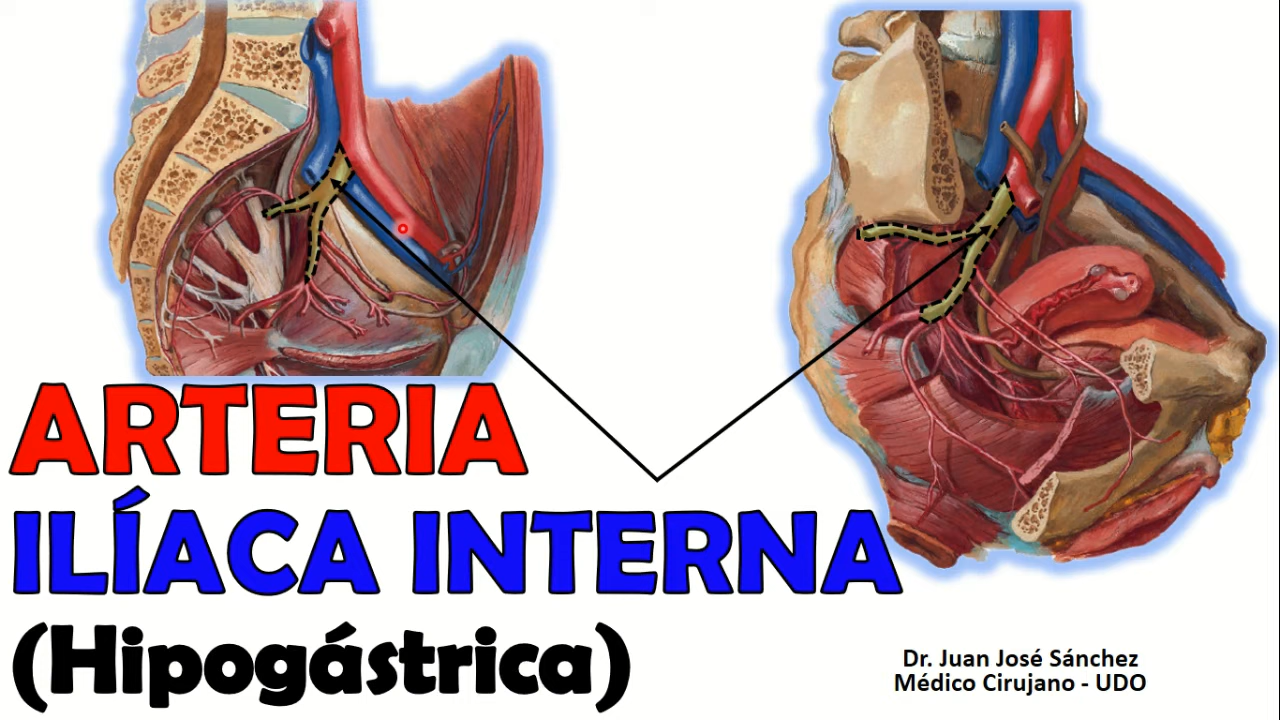 ARTERIA
ILÍACA INTERNA
(Hipogástrica)
Dr. Juan José Sánchez
Médico Cirujano - UDO